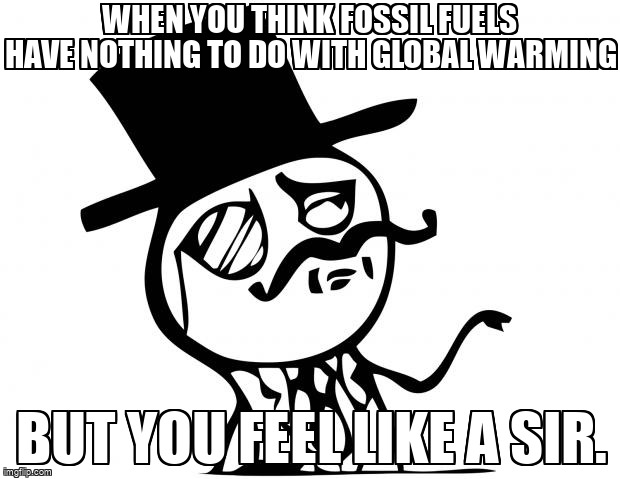 WHEN YOU THINK FOSSIL FUELS
HAVE NOTHING TO DO WITH GLOBAL WARMING
BUT YOU FEEL LIKE A SIR.
imgflip.com